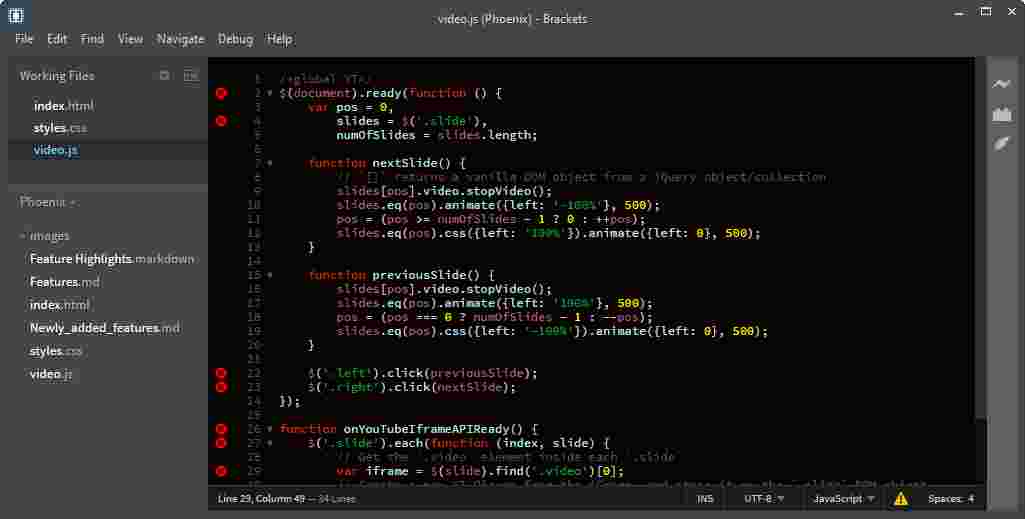 video.js (Phoenix) - Brackets
File Edit Find View Navigate Debug Help
Working Files
index.html
styles.css
video.js
Phoenix
images
Feature Highlights.markdown
Features.md
index.html
Newly_added_features.md
styles.css
video.js
1 /*global YT*/
2 $(document).ready(function () {
3 var pos = 0,
4 slides = $('.slide'),
5 numOfSlides = slides.length;
6
7 function nextSlide() {
8 // `[]` returns a vanilla DOM object from a jQuery object/collection
9 slides[pos].video.stopVideo();
10 slides.eq(pos).animate({left: '-100%'}, 500);
11 pos = (pos >= numOfSlides - 1 ? 0 : ++pos);
12 slides.eq(pos).css({left: '100%'}).animate({left: 0}, 500);
13 }
14
15 function previousSlide() {
16 slides[pos].video.stopVideo();
17 slides.eq(pos).animate({left: '100%'}, 500);
18 pos = (pos === 0 ? numOfSlides - 1 : --pos);
19 slides.eq(pos).css({left: '-100%'}).animate({left: 0}, 500);
20 }
21
22 $('.left').click(previousSlide);
23 $('.right').click(nextSlide);
24 });
25
26 function onYouTubeIframeAPIReady() {
27 $('.slide').each(function (index, slide) {
28 // Get the `.video` element inside each `.slide`
29 var iframe = $(slide).find('.video')[0];
Line 29, Column 49 — 34 Lines INS UTF-8 JavaScript Spaces: 4